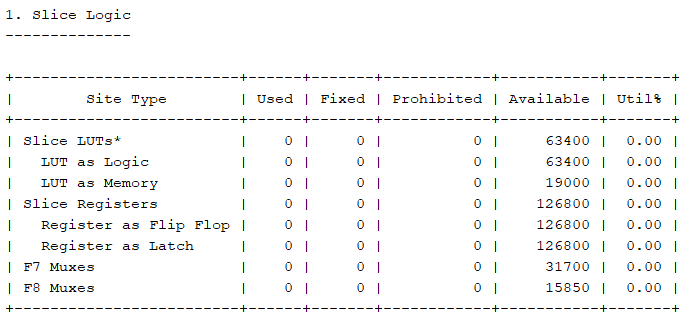 1. Slice Logic
--------------
+-------------------------+------+-------+------------+-----------+-------+
|        Site Type        | Used | Fixed | Prohibited | Available | Util% |
+-------------------------+------+-------+------------+-----------+-------+
| Slice LUTs*             |    0 |     0 |          0 |     63400 |  0.00 |
|   LUT as Logic          |    0 |     0 |          0 |     63400 |  0.00 |
|   LUT as Memory         |    0 |     0 |          0 |     19000 |  0.00 |
| Slice Registers         |    0 |     0 |          0 |    126800 |  0.00 |
|   Register as Flip Flop |    0 |     0 |          0 |    126800 |  0.00 |
|   Register as Latch     |    0 |     0 |          0 |    126800 |  0.00 |
| F7 Muxes                |    0 |     0 |          0 |     31700 |  0.00 |
| F8 Muxes                |    0 |     0 |          0 |     15850 |  0.00 |
+-------------------------+------+-------+------------+-----------+-------+